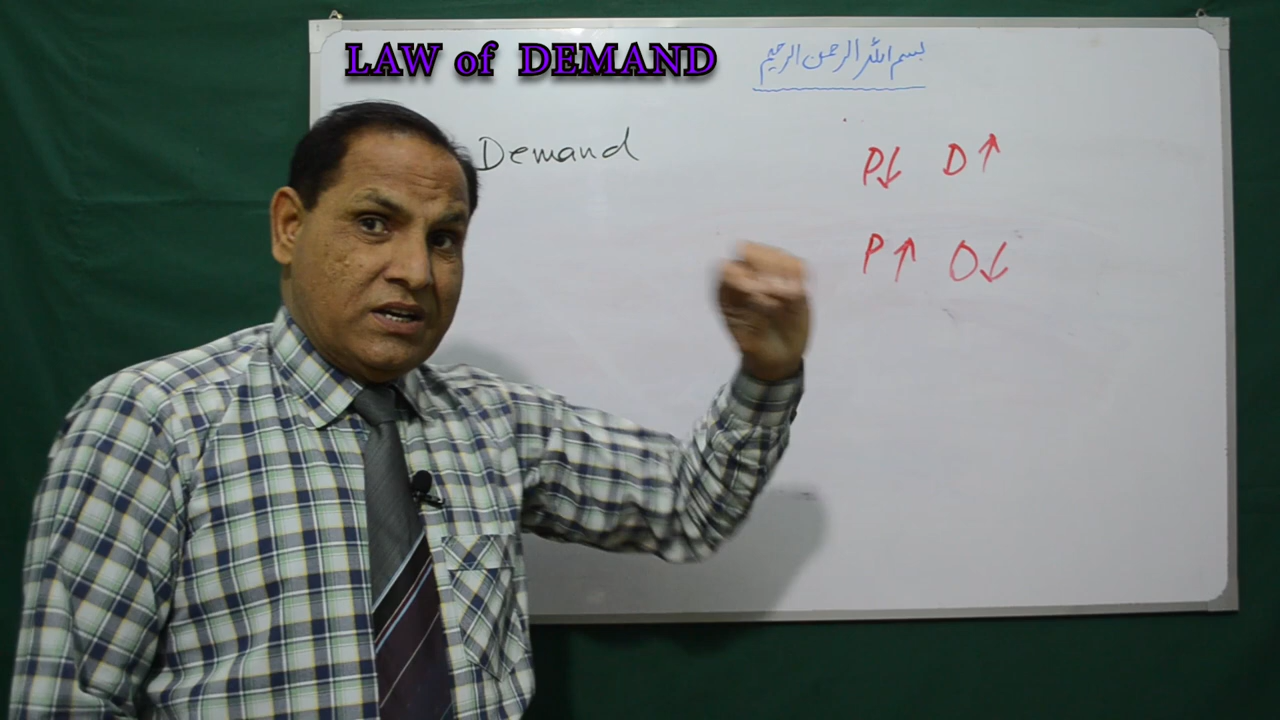 LAW of DEMAND
بسم اللہ الرحمن الرحیم
Demand
P↓ D↑
P↑ D↓